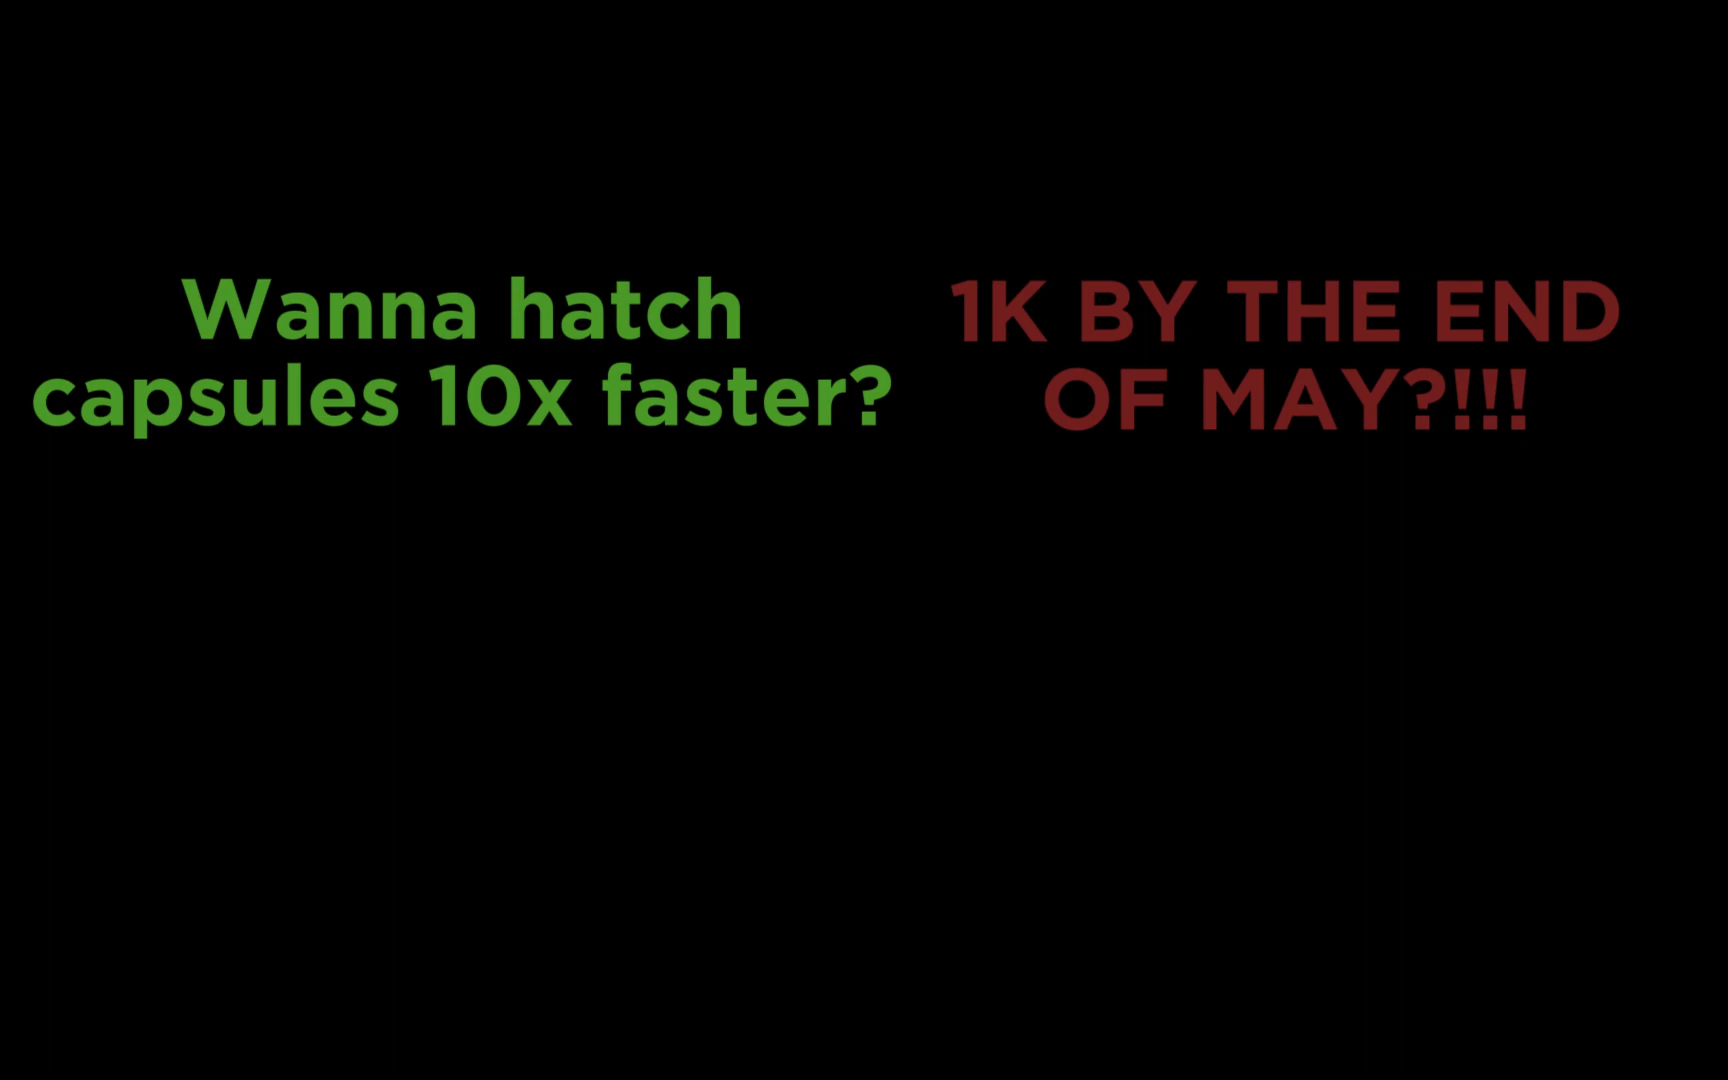 Wanna hatch
capsules 10x faster?
1K BY THE END
OF MAY?!!!